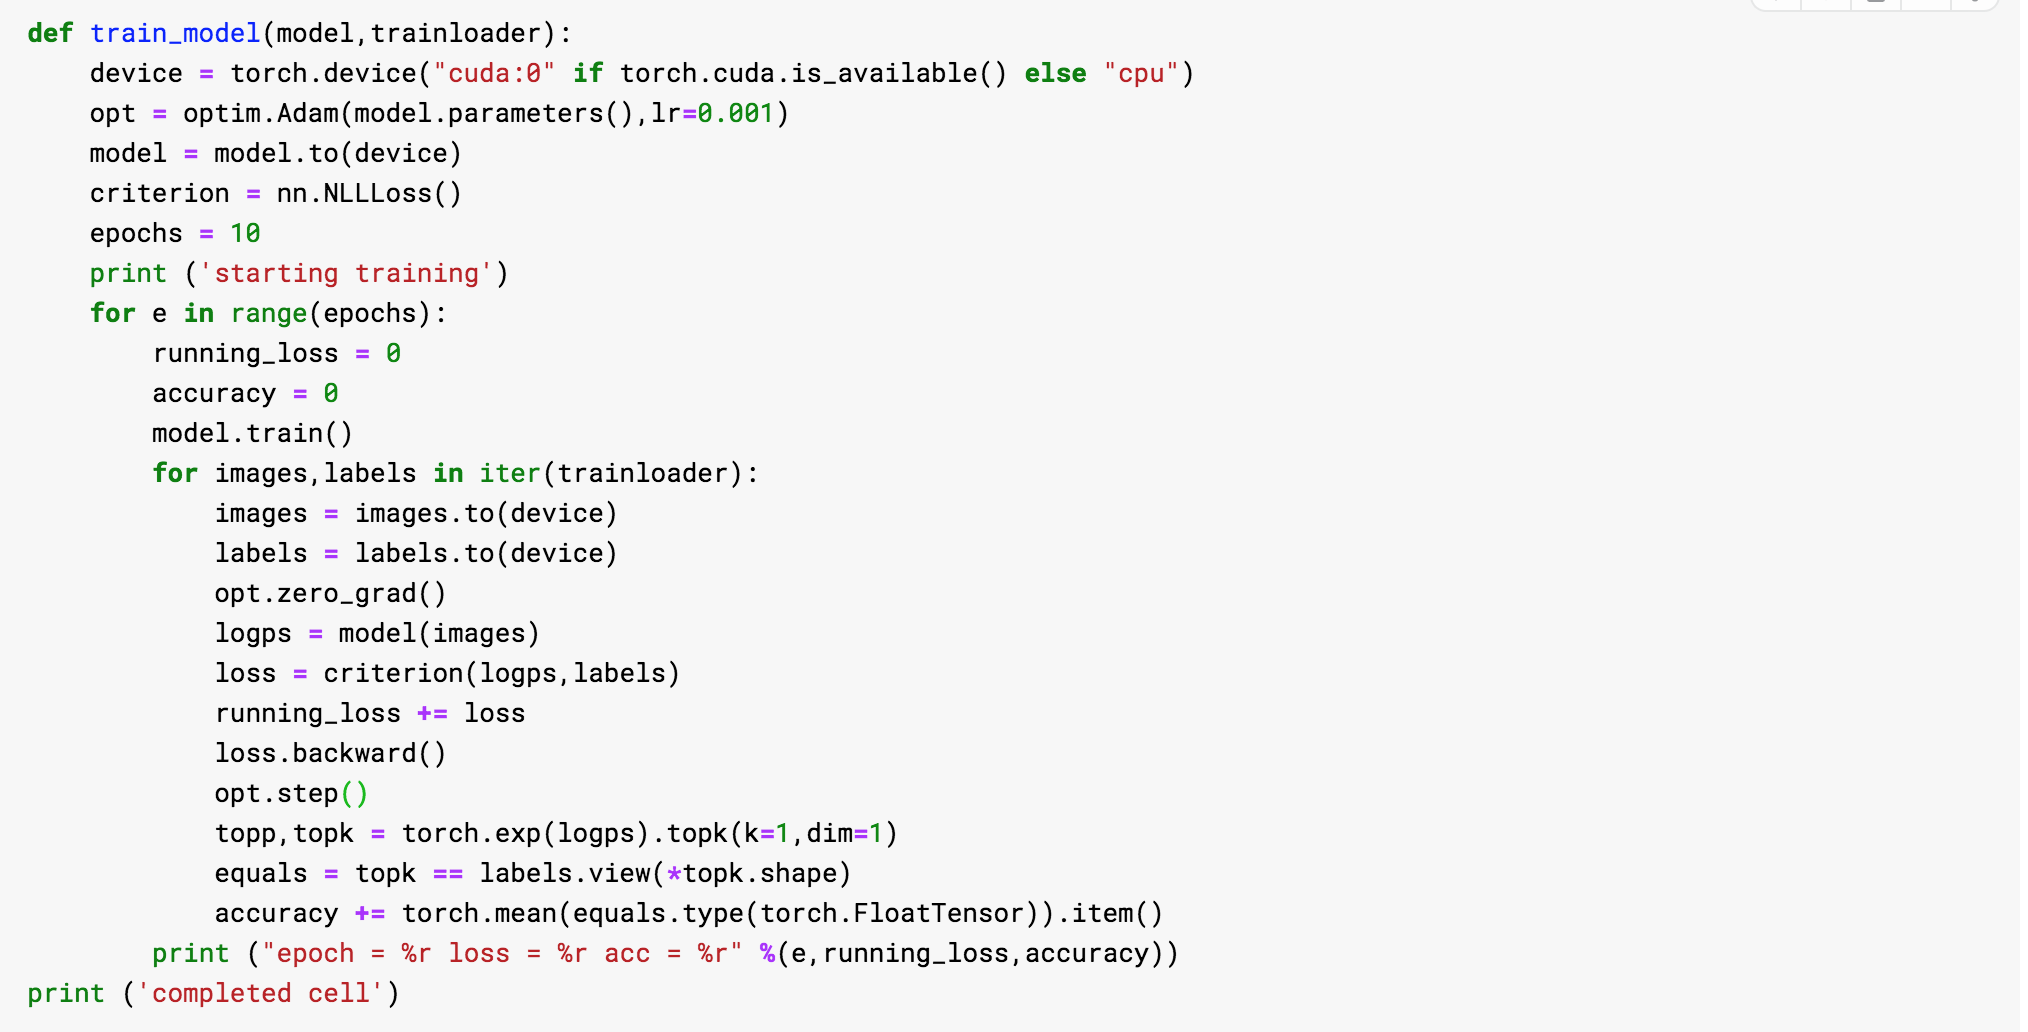 def train_model(model,trainloader):
    device = torch.device("cuda:0" if torch.cuda.is_available() else "cpu")
    opt = optim.Adam(model.parameters(),lr=0.001)
    model = model.to(device)
    criterion = nn.NLLLoss()
    epochs = 10
    print ('starting training')
    for e in range(epochs):
        running_loss = 0
        accuracy = 0
        model.train()
        for images,labels in iter(trainloader):
            images = images.to(device)
            labels = labels.to(device)
            opt.zero_grad()
            logps = model(images)
            loss = criterion(logps,labels)
            running_loss += loss
            loss.backward()
            opt.step()
            topp,topk = torch.exp(logps).topk(k=1,dim=1)
            equals = topk == labels.view(*topk.shape)
            accuracy += torch.mean(equals.type(torch.FloatTensor)).item()
        print ("epoch = %r loss = %r acc = %r" %(e,running_loss,accuracy))
print ('completed cell')